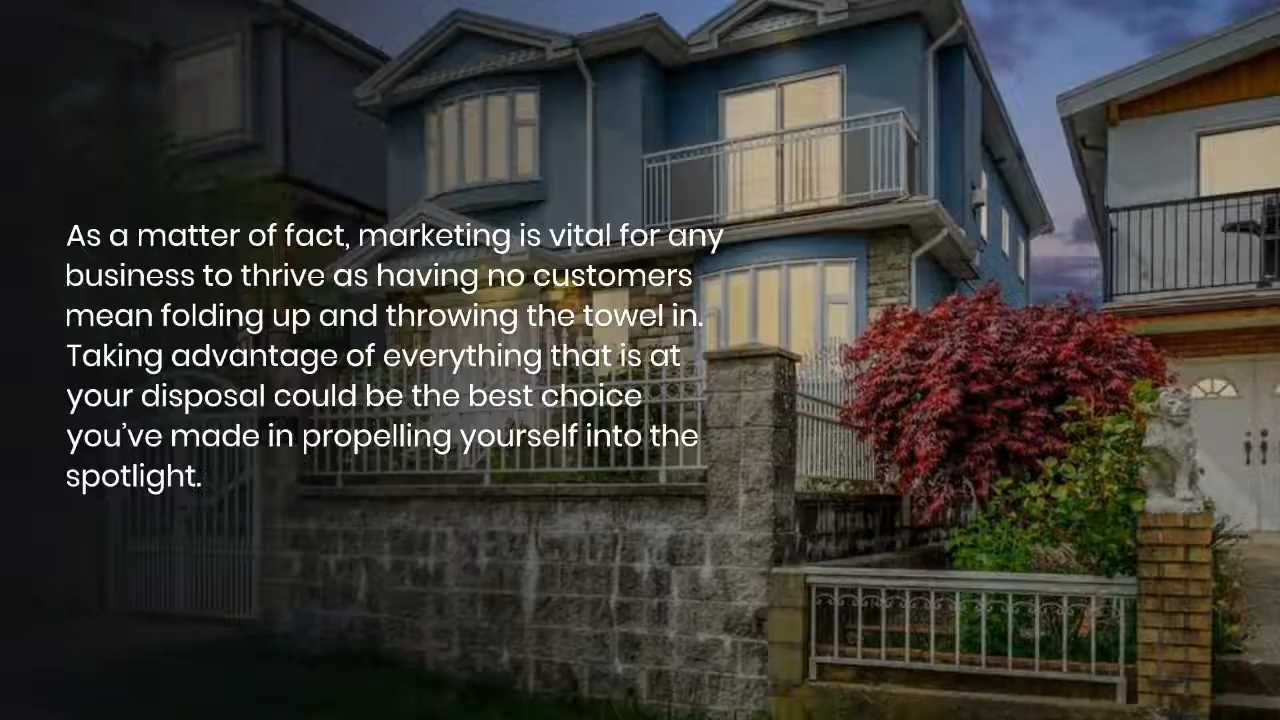 As a matter of fact, marketing is vital for any
business to thrive as having no customers
mean folding up and throwing the towel in.
Taking advantage of everything that is at
your disposal could be the best choice
you’ve made in propelling yourself into the
spotlight.